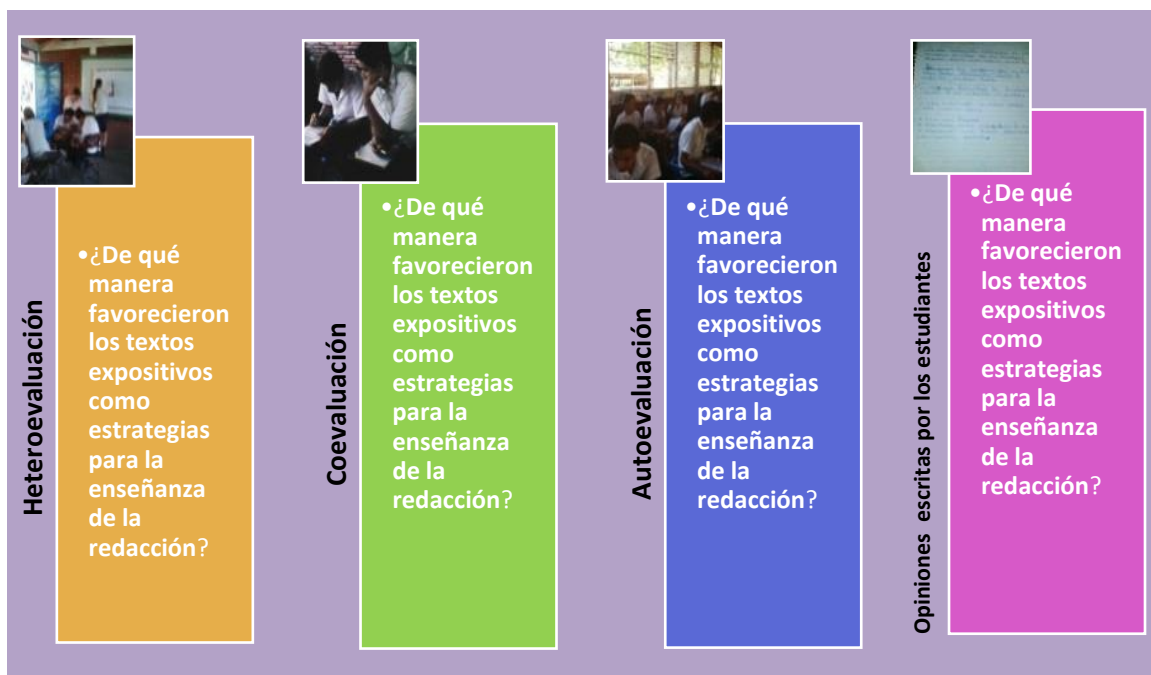 Heteroevaluación
•¿De qué
manera
favorecieron
los textos
expositivos
como
estrategias
para la
enseñanza
de la
redacción?
Coevaluación
•¿De qué
manera
favorecieron
los textos
expositivos
como
estrategias
para la
enseñanza
de la
redacción?
Autoevaluación
•¿De qué
manera
favorecieron
los textos
expositivos
como
estrategias
para la
enseñanza
de la
redacción?
Opiniones escritas por los estudiantes
•¿De qué
manera
favorecieron
los textos
expositivos
como
estrategias
para la
enseñanza
de la
redacción?